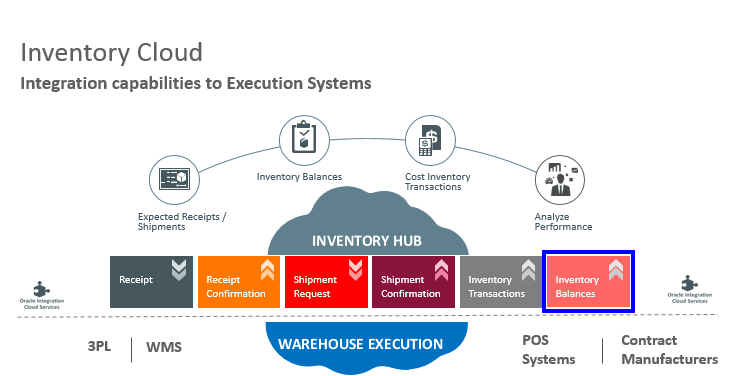 Inventory Cloud
Integration capabilities to Execution Systems
Inventory Balances
Cost Inventory
Transactions
Expected Receipts /
Shipments
Analyze
Performance
INVENTORY HUB
Receipt
Receipt
Confirmation
Shipment
Request
Shipment
Confirmation
Inventory
Transactions
Inventory
Balances
Oracle Integration
Cloud Services
Oracle Integration
Cloud Services
3PL
WMS
WAREHOUSE EXECUTION
POS
Systems
Contract
Manufacturers